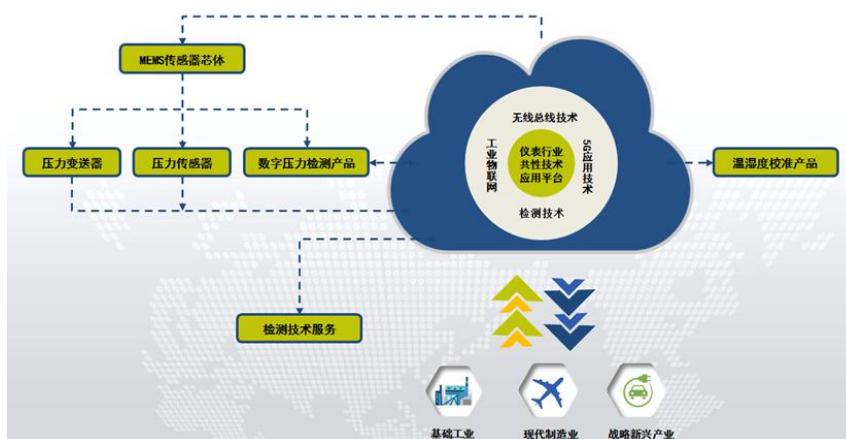 MEMS传感器芯体
压力变送器
压力传感器
数字压力检测产品
无线总线技术
工业物联网
仪表行业
共性技术
应用平台
5G应用技术
检测技术
温湿度校准产品
检测技术服务
基础工业
现代制造业
战略新兴产业